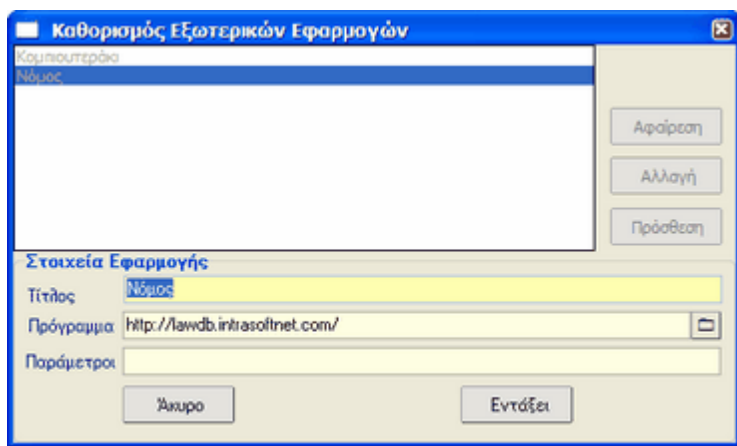 Καθορισμός Εξωτερικών Εφαρμογών
Κομπιουτεράκι
Νόμος
Αφαίρεση
Αλλαγή
Πρόσθεση
Στοιχεία Εφαρμογής
Τίτλος Νόμος
Πρόγραμμα http://lawdb.intrasoftnet.com/
Παράμετροι
Άκυρο Εντάξει